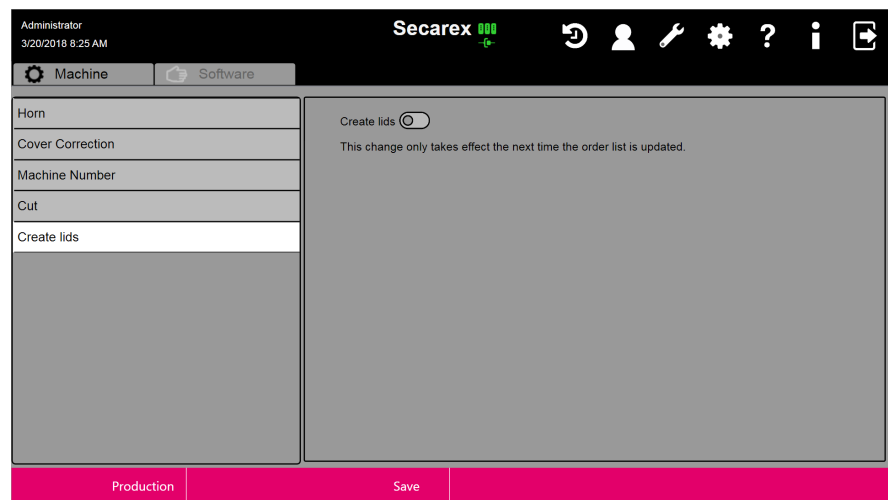 Administrator
3/20/2018 8:25 AM
Secarex
?
i
Machine
Software
Horn
Cover Correction
Machine Number
Cut
Create lids
Create lids
This change only takes effect the next time the order list is updated.
Production
Save